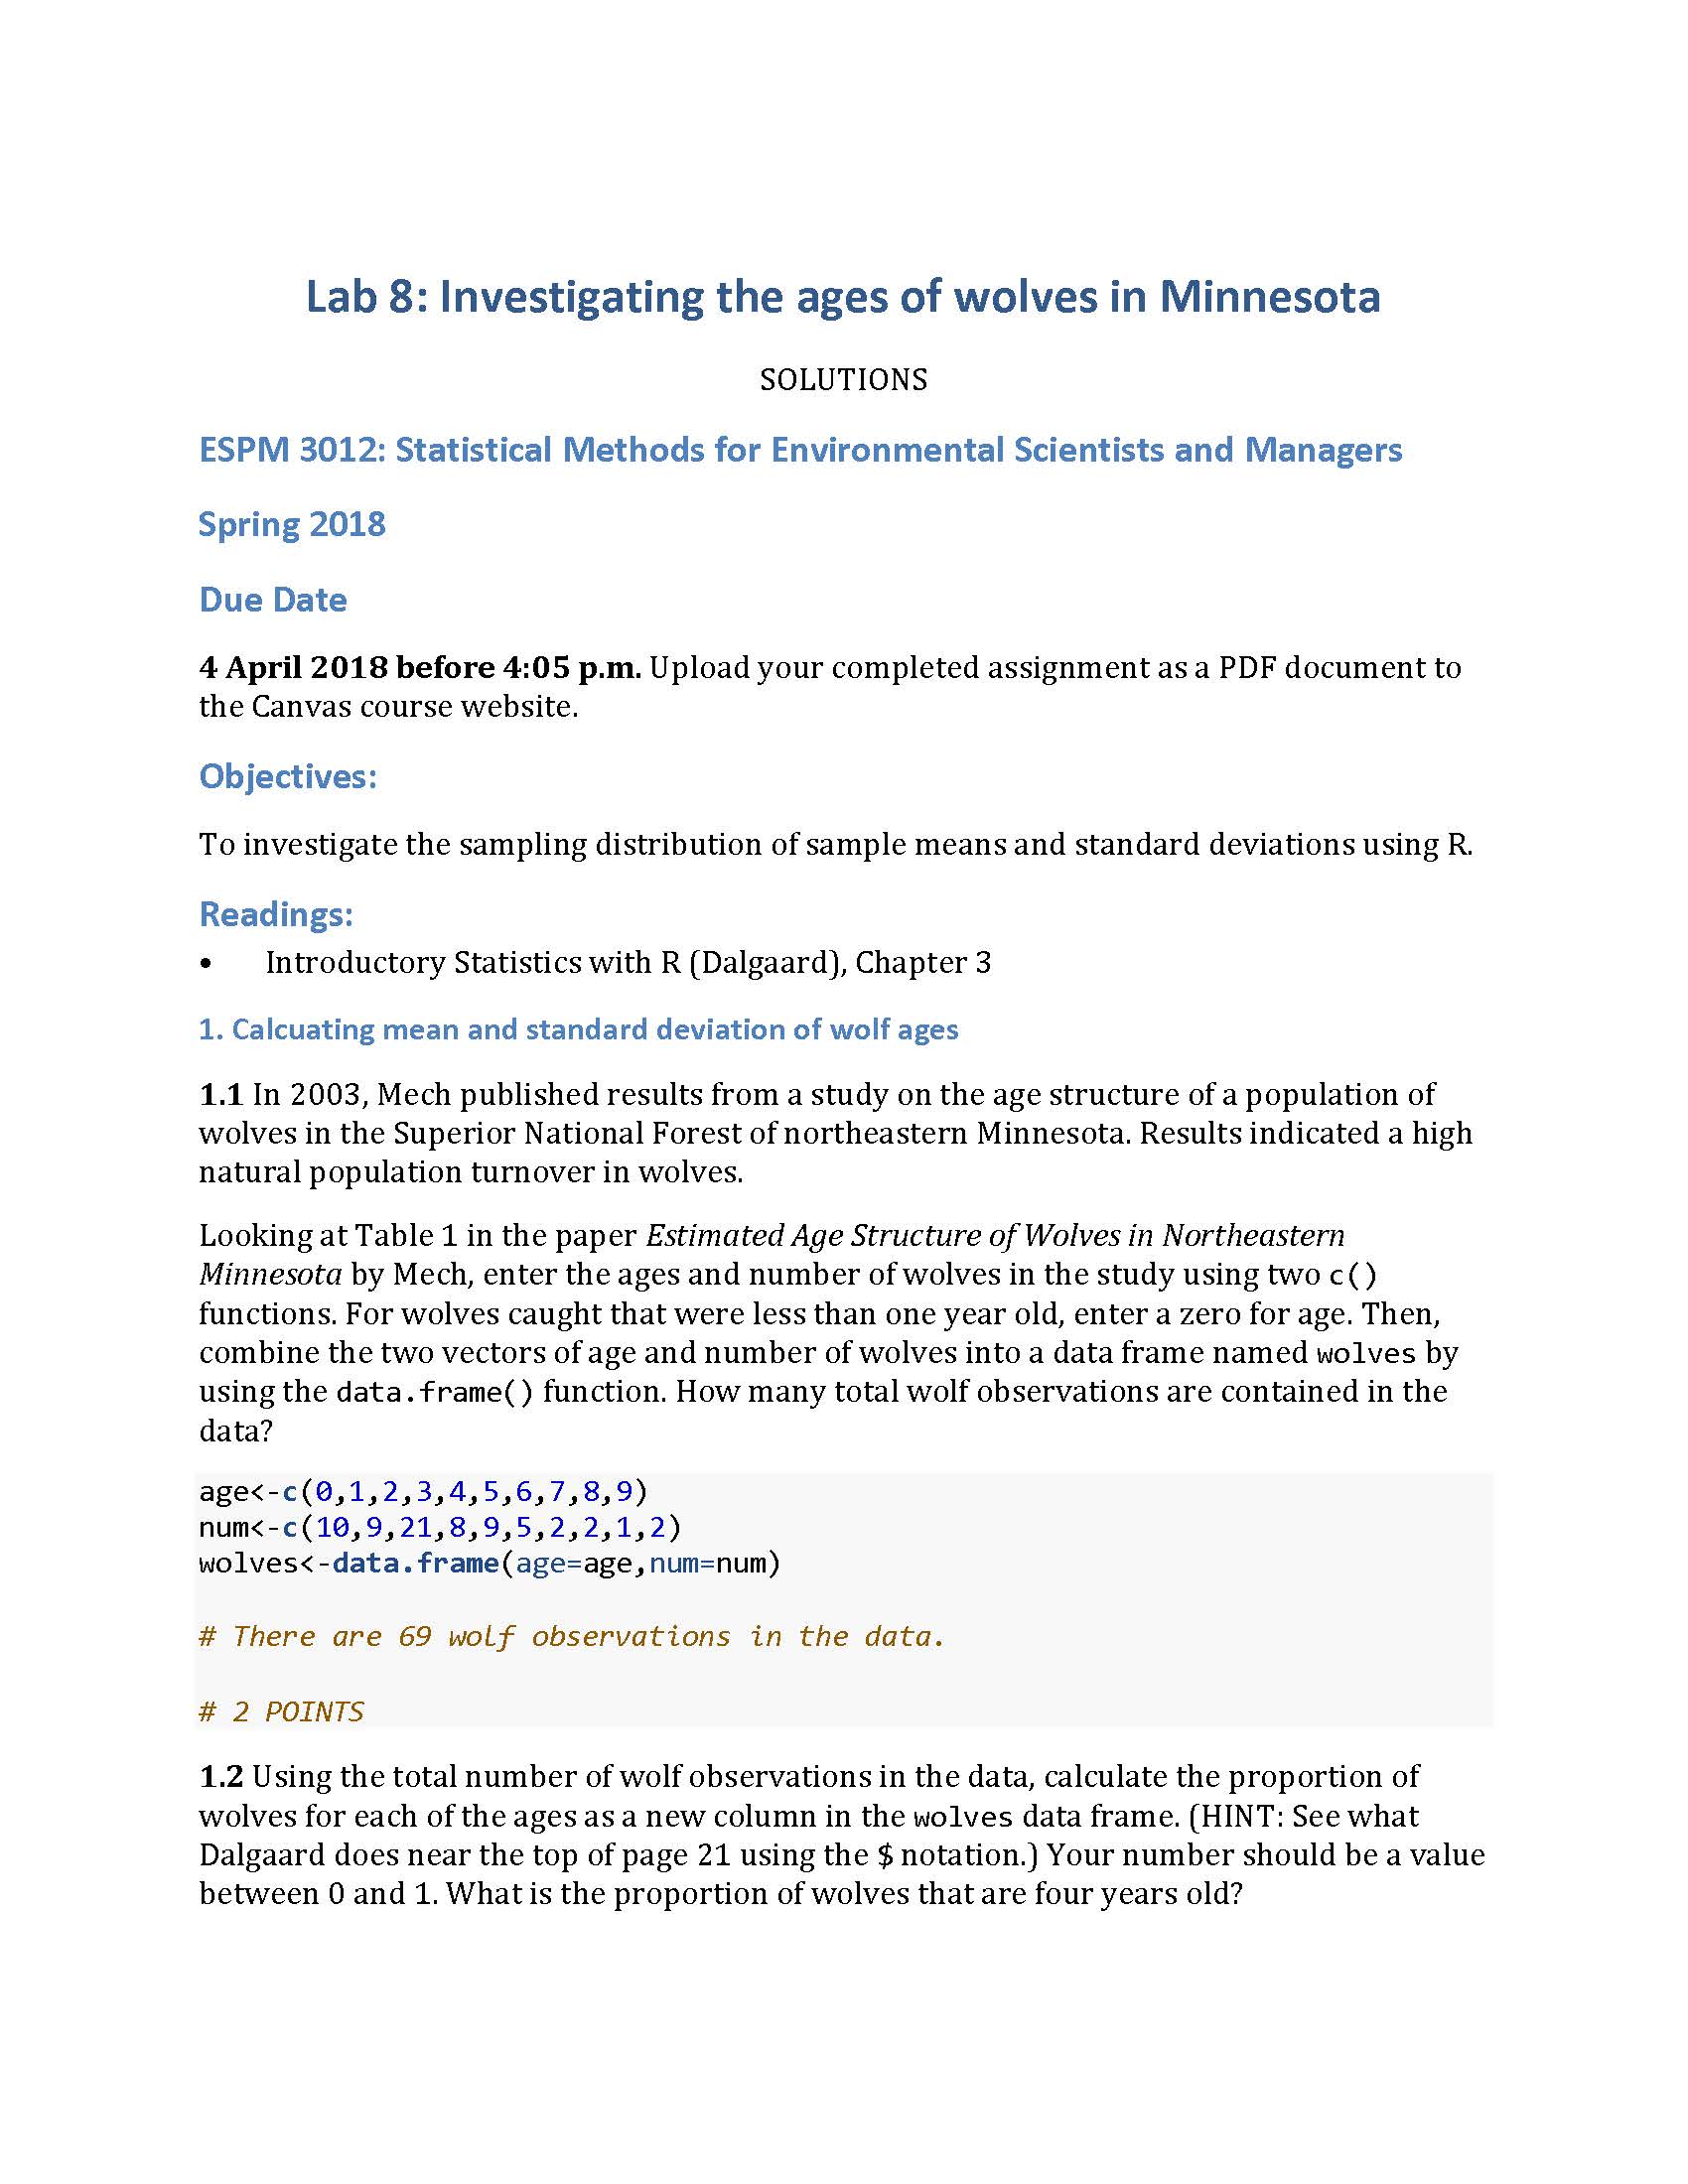 Lab 8: Investigating the ages of wolves in Minnesota
SOLUTIONS
ESPM 3012: Statistical Methods for Environmental Scientists and Managers
Spring 2018
Due Date
4 April 2018 before 4:05 p.m. Upload your completed assignment as a PDF document to
the Canvas course website.
Objectives:
To investigate the sampling distribution of sample means and standard deviations using R.
Readings:
• Introductory Statistics with R (Dalgaard), Chapter 3
1. Calcuating mean and standard deviation of wolf ages
1.1 In 2003, Mech published results from a study on the age structure of a population of
wolves in the Superior National Forest of northeastern Minnesota. Results indicated a high
natural population turnover in wolves.
Looking at Table 1 in the paper Estimated Age Structure of Wolves in Northeastern
Minnesota by Mech, enter the ages and number of wolves in the study using two c()
functions. For wolves caught that were less than one year old, enter a zero for age. Then,
combine the two vectors of age and number of wolves into a data frame named wolves by
using the data.frame() function. How many total wolf observations are contained in the
data?
age<-c(0,1,2,3,4,5,6,7,8,9)
num<-c(10,9,21,8,9,5,2,2,1,2)
wolves<-data.frame(age=age,num=num)
# There are 69 wolf observations in the data.
# 2 POINTS
1.2 Using the total number of wolf observations in the data, calculate the proportion of
wolves for each of the ages as a new column in the wolves data frame. (HINT: See what
Dalgaard does near the top of page 21 using the $ notation.) Your number should be a value
between 0 and 1. What is the proportion of wolves that are four years old?